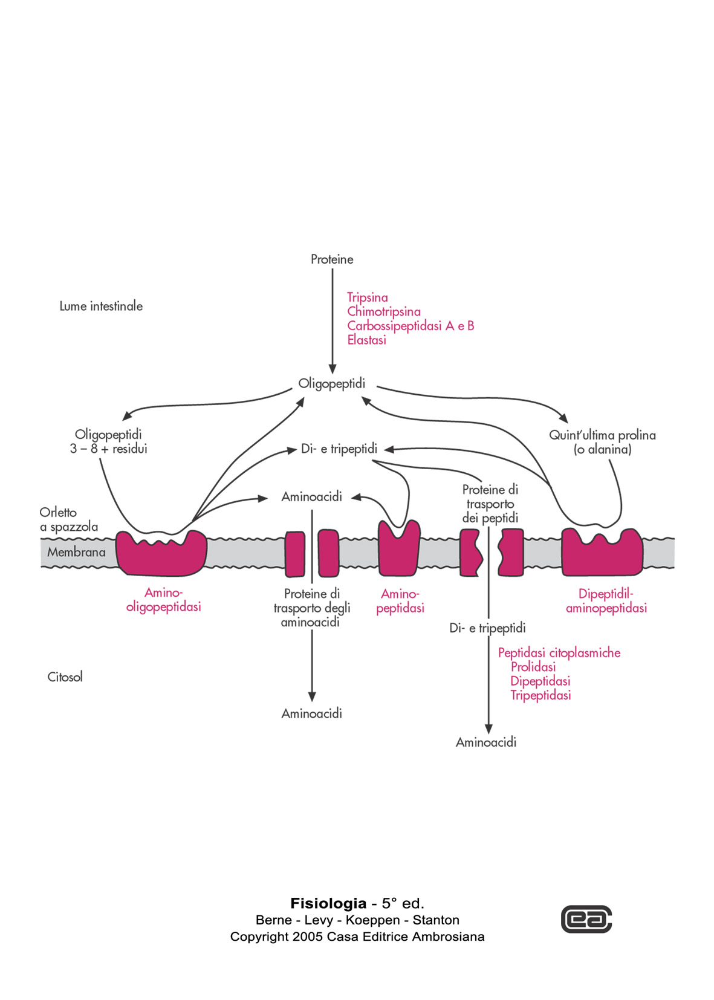 Proteine
Lume intestinale
Tripsina
Chimotripsina
Carbossipeptidasi A e B
Elastasi
Oligopeptidi
Oligopeptidi
3 – 8 + residui
Di- e tripeptidi
Quint'ultima prolina
(o alanina)
Aminoacidi
Proteine di
trasporto
dei peptidi
Orletto
a spazzola
Membrana
Amino-
oligopeptidasi
Proteine di
trasporto degli
aminoacidi
Amino-
peptidasi
Dipeptidil-
aminopeptidasi
Di- e tripeptidi
Peptidasi citoplasmiche
Prolidasi
Dipeptidasi
Tripeptidasi
Citosol
Aminoacidi
Aminoacidi
Fisiologia - 5° ed.
Berne - Levy - Koeppen - Stanton
Copyright 2005 Casa Editrice Ambrosiana
ea